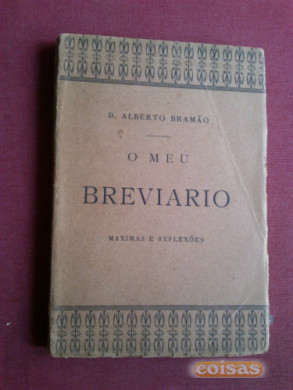 D. ALBERTO BRAMÃO
O MEU
BREVIARIO
MAXIMAS E REFLEXÕES
coisas